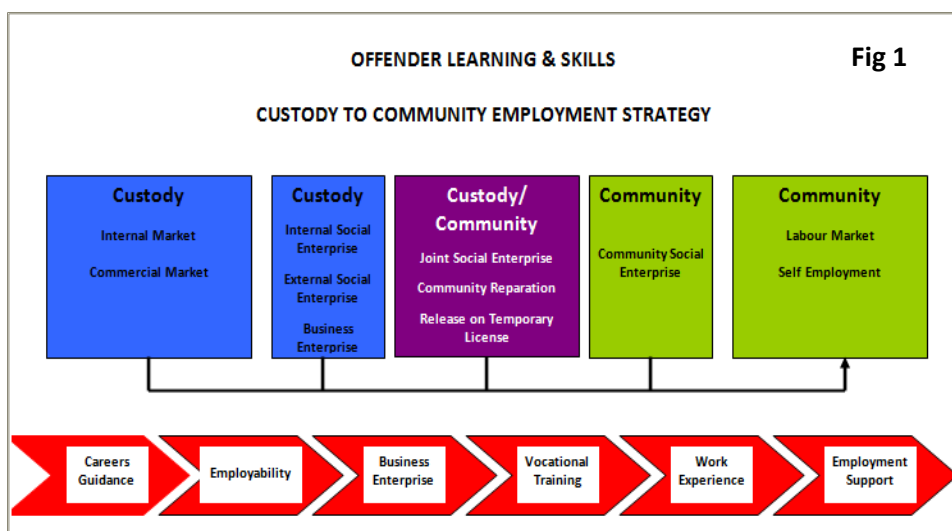 OFFENDER LEARNING & SKILLS
Fig 1
CUSTODY TO COMMUNITY EMPLOYMENT STRATEGY
Custody
Internal Market
Commercial Market
Custody
Internal Social
Enterprise
External Social
Enterprise
Business
Enterprise
Custody/
Community
Joint Social Enterprise
Community Reparation
Release on Temporary
License
Community
Community Social
Enterprise
Community
Labour Market
Self Employment
Careers
Guidance
Employability
Business
Enterprise
Vocational
Training
Work
Experience
Employment
Support